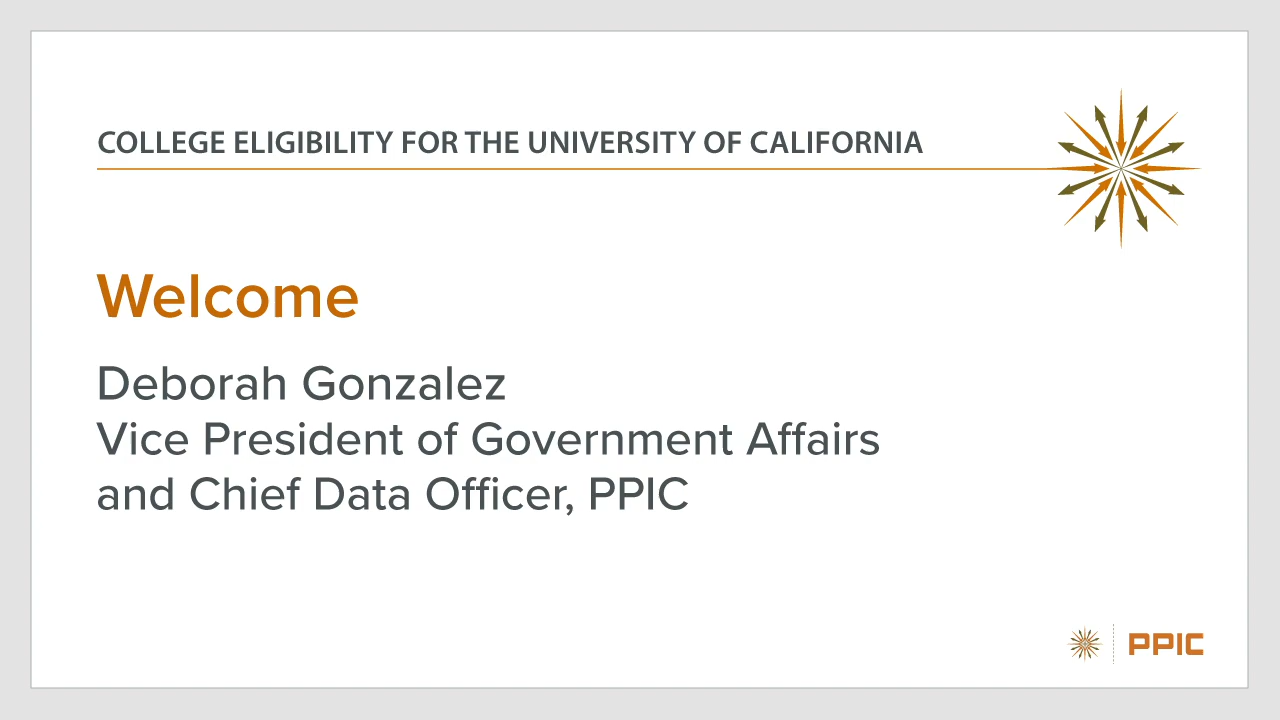 COLLEGE ELIGIBILITY FOR THE UNIVERSITY OF CALIFORNIA
Welcome
Deborah Gonzalez
Vice President of Government Affairs
and Chief Data Officer, PPIC
PPIC